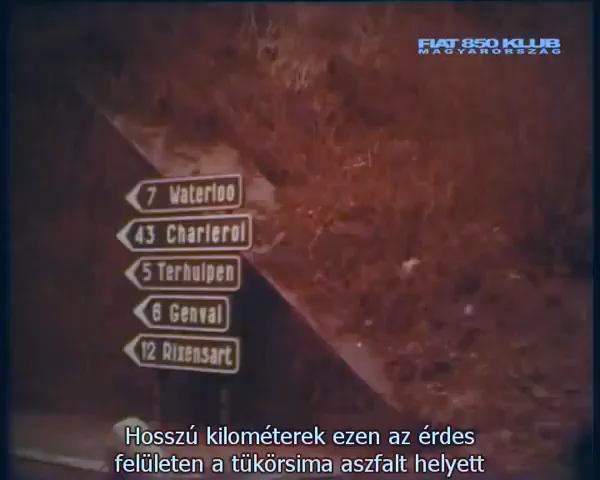 FIAT 850 KLUB
MAGYARORSZÁG
7 Waterloo
43 Charleroi
5 Terhulpen
6 Genval
12 Rixensart
Hosszú kilométerek ezen az érdes
felületen a tükörsima aszfalt helyett